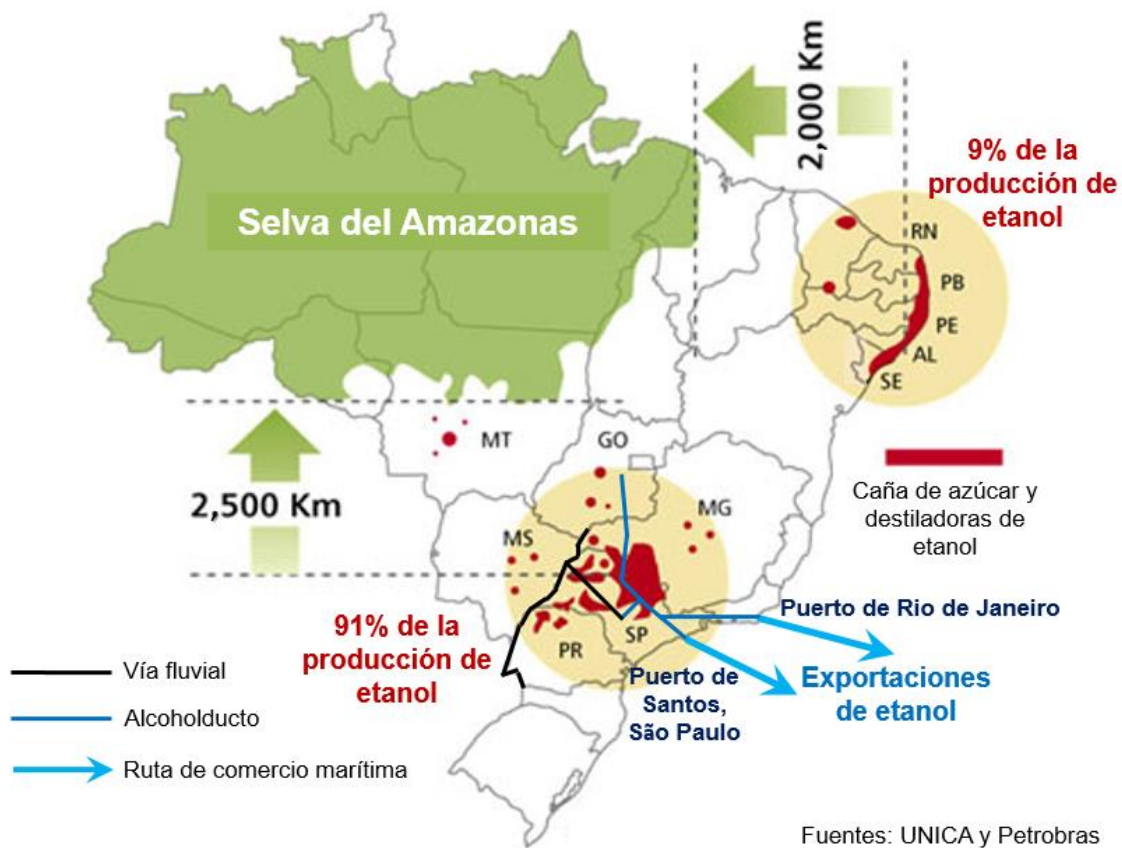 2,000 Km
9% de la
producción de
etanol
Selva del Amazonas
RN
PB
PE
AL
SE
MT
GO
2,500 Km
MG
MS
Caña de azúcar y
destiladoras de
etanol
91% de la
producción de
etanol
SP
PR
Puerto de Rio de Janeiro
Puerto de
Santos,
São Paulo
Exportaciones
de etanol
Vía fluvial
Alcoholducto
Ruta de comercio marítima
Fuentes: UNICA y Petrobras